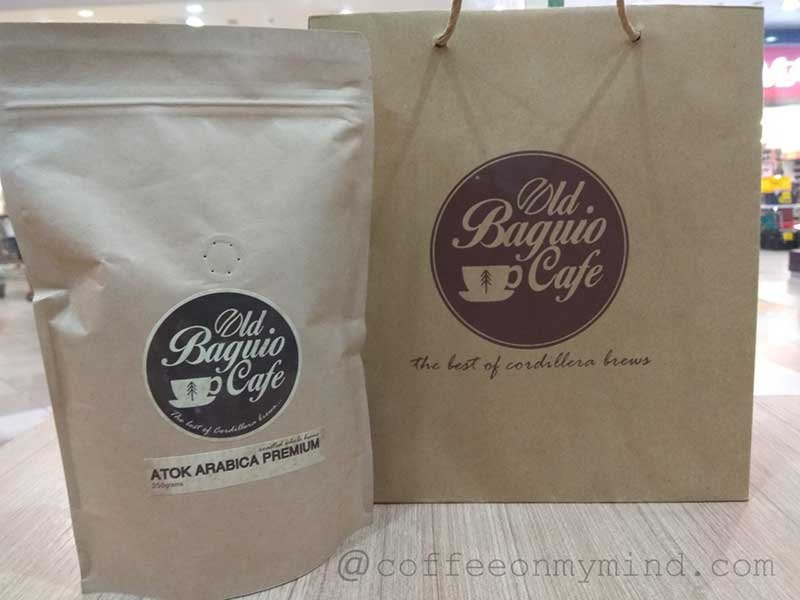 Old
Baguio
Cafe
The best of Cordillera brews...
roasted whole beans
ATOK ARABICA PREMIUM
250grams
Old
Baguio
Cafe
the best of cordillera brews
@coffeeonmymind.com